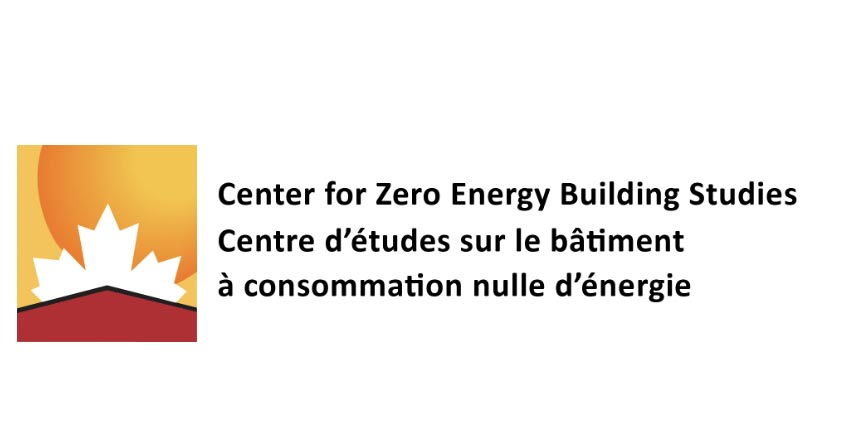 Center for Zero Energy Building Studies
Centre d’études sur le bâtiment
à consommation nulle d’énergie